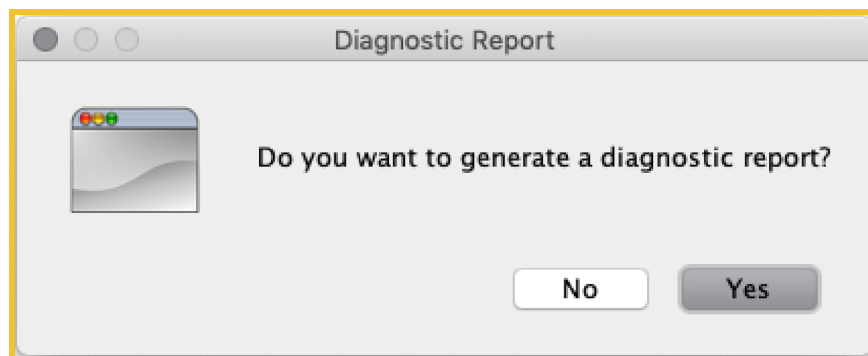 Diagnostic Report
Do you want to generate a diagnostic report?
No Yes